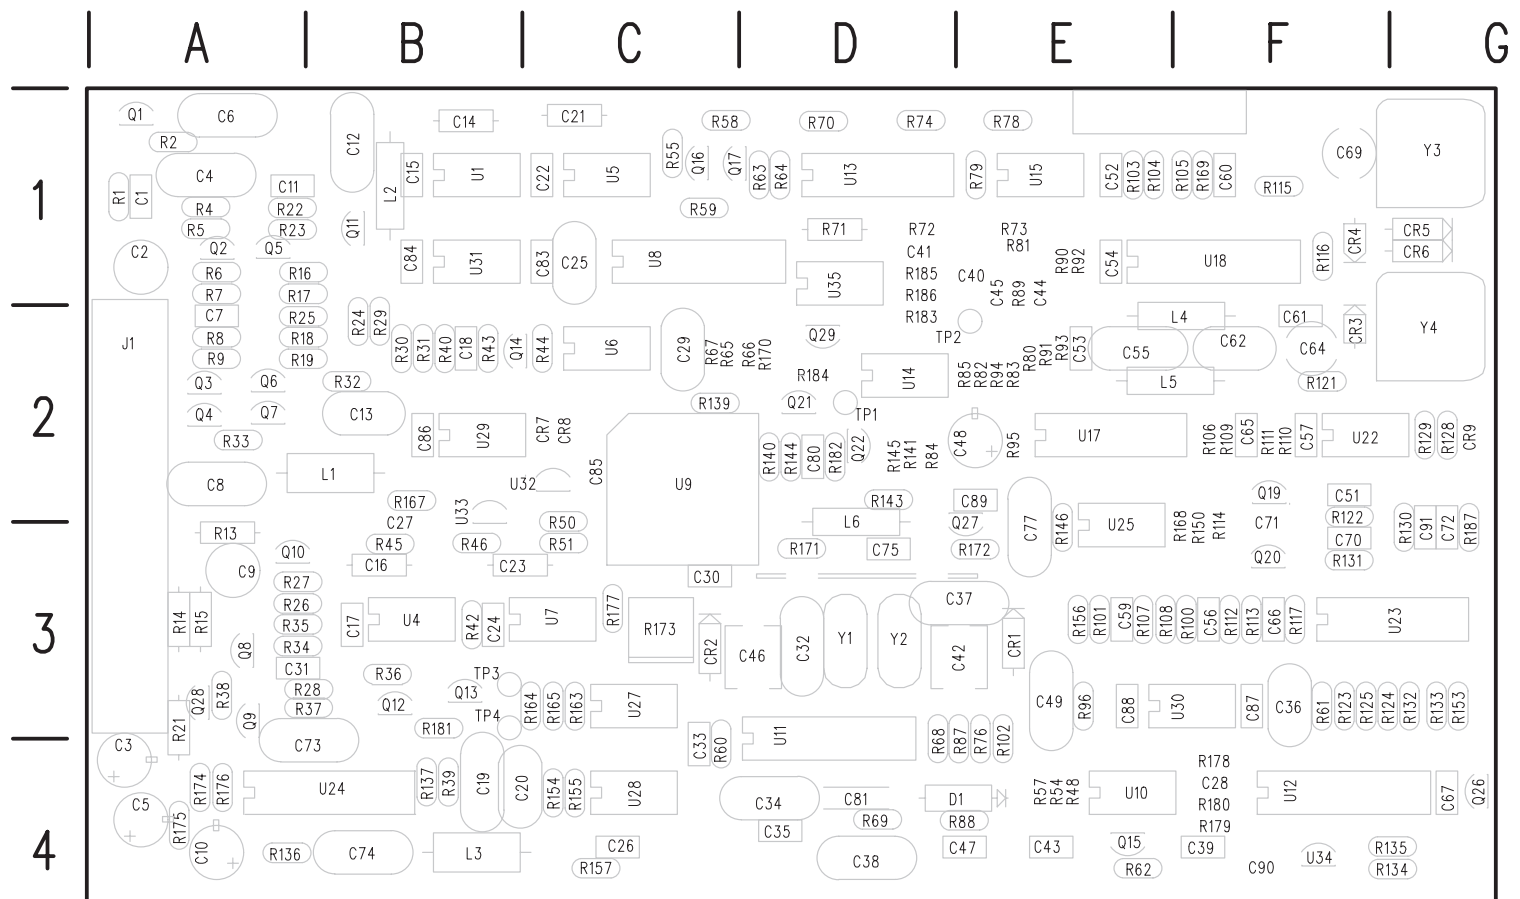 A B C D E F G
1
Q1 C6 C14 C21 R58 R70 R74 R78
R2 C12 R55 Q16 Q17 C69 Y3
R1 C1 C4 C11 L2 C15 U1 C22 U5 R63 R64 U13 R79 U15 C52 R103 R104 R105 R169 C60 R115
R4 R22 R59
R5 R23 Q11 R71 R72 R73 CR4 CR5
C2 Q2 Q5 C84 U31 C83 C25 U8 C41 R81 R90 R92 C54 U18 R116 CR6
R6 R16 U35 R185 C40
R7 R17 R186 C45 R89 C44
2
J1 C7 R25 R24 R29 R183 L4 C61 CR3 Y4
R8 R18 R30 R31 R40 C18 R43 Q14 R44 U6 C29 Q29 TP2 C53 C62
R9 R19 R67 R65 R66 R170 R80 R91 R93 C55 C64
Q3 Q6 R32 R184 U14 R85 R82 R94 R83 L5 R121
Q4 Q7 C13 R139 Q21 TP1
R33 C86 U29 CR7 CR8 R140 R144 C80 R182 Q22 R145 R141 R84 C48 R95 U17 R106 R109 C65 R111 R110 C57 U22 R129 R128 CR9
C8 L1 U32 C85 U9
R167 U33 R143 C89 Q19 C51
3
C27 R50 L6 Q27 C77 R146 U25 R168 R150 R114 C71 R122 R130 C91 C72 R187
R13 Q10 R45 R46 R51 R171 C75 R172 Q20 C70
C9 C16 C23 C30 R131
R27
R14 R15 R26 C17 U4 R42 C24 U7 R177 R173 CR2 C37 R156 R101 C59 R107 R108 R100 C56 R112 R113 C66 R117 U23
R35
Q8 R34 C46 C32 Y1 Y2 C42 CR1
C31 R36 TP3
Q28 R38 R28 Q12 Q13 R164 R165 R163 U27 C49 R96 C88 U30 C87 C36 R61 R123 R125 R124 R132 R133 R153
R21 Q9 R37 R181 TP4
4
C3 C73 C33 R60 U11 R68 R87 R76 R102
R178
C5 R174 R176 U24 R137 R39 C19 C20 R154 R155 U28 C34 C81 D1 R57 R54 R48 U10 C28 U12 C67 Q26
R175 R180
C35 R69 R88 R179
C10 R136 C74 L3 C26 C38 C47 C43 Q15 C39 U34 R135
R157 R62 C90 R134